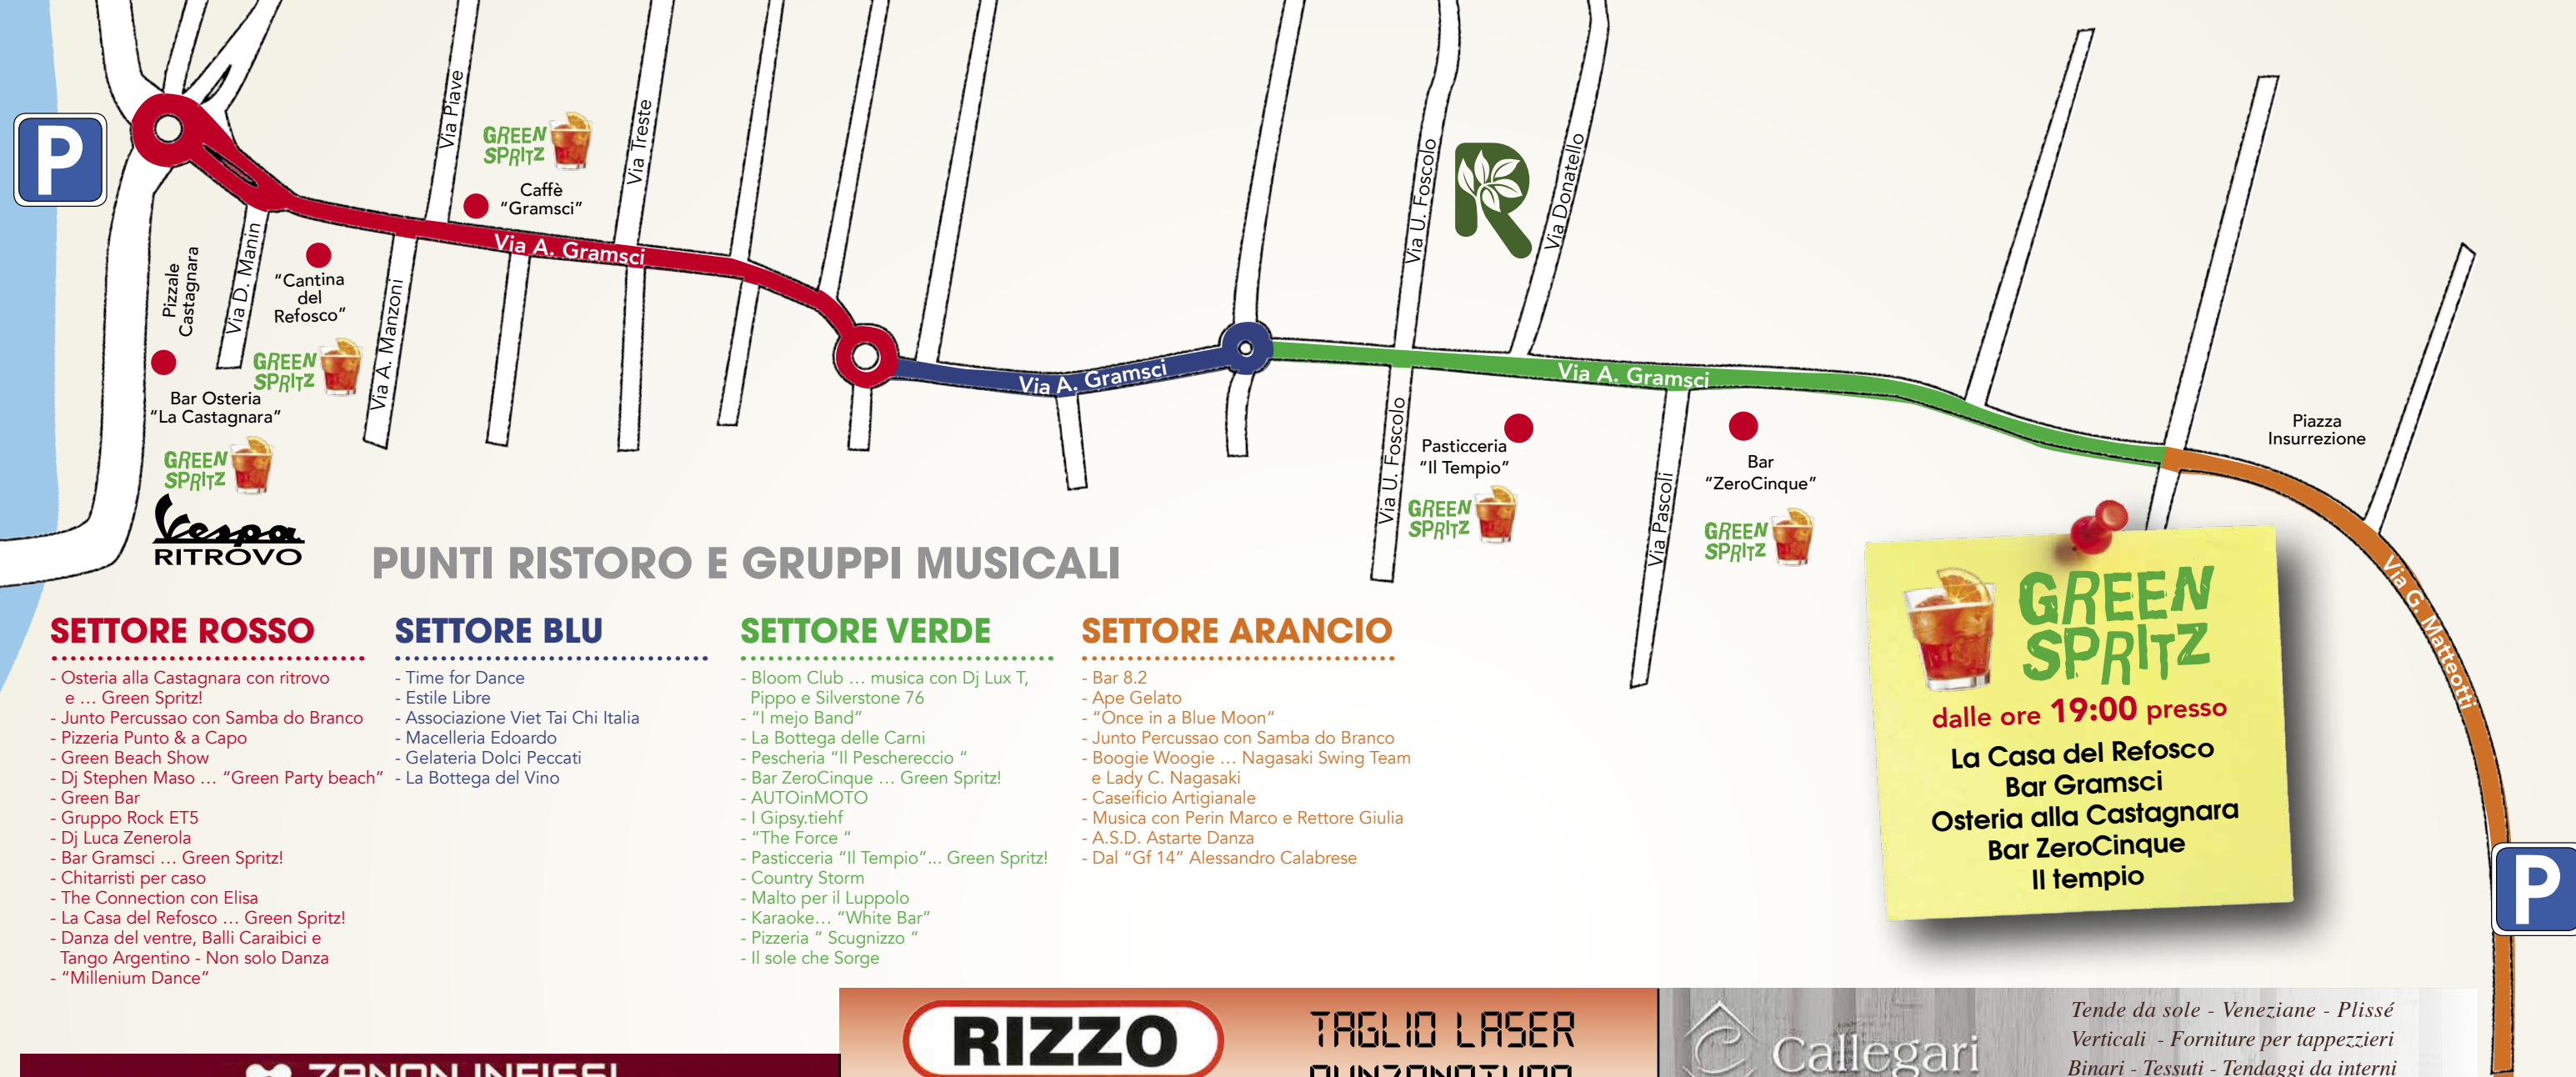 P
Via Piave
GREEN
SPRITZ
Caffè
“Gramsci”
Via Treste
Via U. Foscolo
R
Via Donatello
Pizzale
Castagnara
Via D. Manin
“Cantina
del
Refosco”
Via A. Manzoni
Via A. Gramsci
GREEN
SPRITZ
Bar Osteria
“La Castagnara”
GREEN
SPRITZ
Vespa
RITROVO
Via A. Gramsci
Via A. Gramsci
Via U. Foscolo
Pasticceria
“Il Tempio”
GREEN
SPRITZ
Via Pascoli
Bar
“ZeroCinque”
GREEN
SPRITZ
Piazza
Insurrezione
Via G. Matteotti
PUNTI RISTORO E GRUPPI MUSICALI
SETTORE ROSSO
- Osteria alla Castagnara con ritrovo
e … Green Spritz!
- Junto Percussao con Samba do Branco
- Pizzeria Punto & a Capo
- Green Beach Show
- Dj Stephen Maso … “Green Party beach”
- Green Bar
- Gruppo Rock ET5
- Dj Luca Zenerola
- Bar Gramsci … Green Spritz!
- Chitarristi per caso
- The Connection con Elisa
- La Casa del Refosco … Green Spritz!
- Danza del ventre, Balli Caraibici e
Tango Argentino - Non solo Danza
- “Millenium Dance”
SETTORE BLU
- Time for Dance
- Estile Libre
- Associazione Viet Tai Chi Italia
- Macelleria Edoardo
- Gelateria Dolci Peccati
- La Bottega del Vino
SETTORE VERDE
- Bloom Club … musica con Dj Lux T,
Pippo e Silverstone 76
- “I mejo Band”
- La Bottega delle Carni
- Pescheria “Il Peschereccio “
- Bar ZeroCinque … Green Spritz!
- AUTOinMOTO
- I Gipsy.tiehf
- “The Force “
- Pasticceria “Il Tempio”... Green Spritz!
- Country Storm
- Malto per il Luppolo
- Karaoke… “White Bar”
- Pizzeria “ Scugnizzo “
- Il sole che Sorge
SETTORE ARANCIO
- Bar 8.2
- Ape Gelato
- “Once in a Blue Moon“
- Junto Percussao con Samba do Branco
- Boogie Woogie … Nagasaki Swing Team
e Lady C. Nagasaki
- Caseificio Artigianale
- Musica con Perin Marco e Rettore Giulia
- A.S.D. Astarte Danza
- Dal “Gf 14” Alessandro Calabrese
GREEN
SPRITZ
dalle ore 19:00 presso
La Casa del Refosco
Bar Gramsci
Osteria alla Castagnara
Bar ZeroCinque
Il tempio
P
ZANON INFISSI
RIZZO
TAGLIO LASER
PUNZONATURA
Callegari
Tende da sole - Veneziane - Plissé
Verticali - Forniture per tappezzieri
Binari - Tessuti - Tendaggi da interni